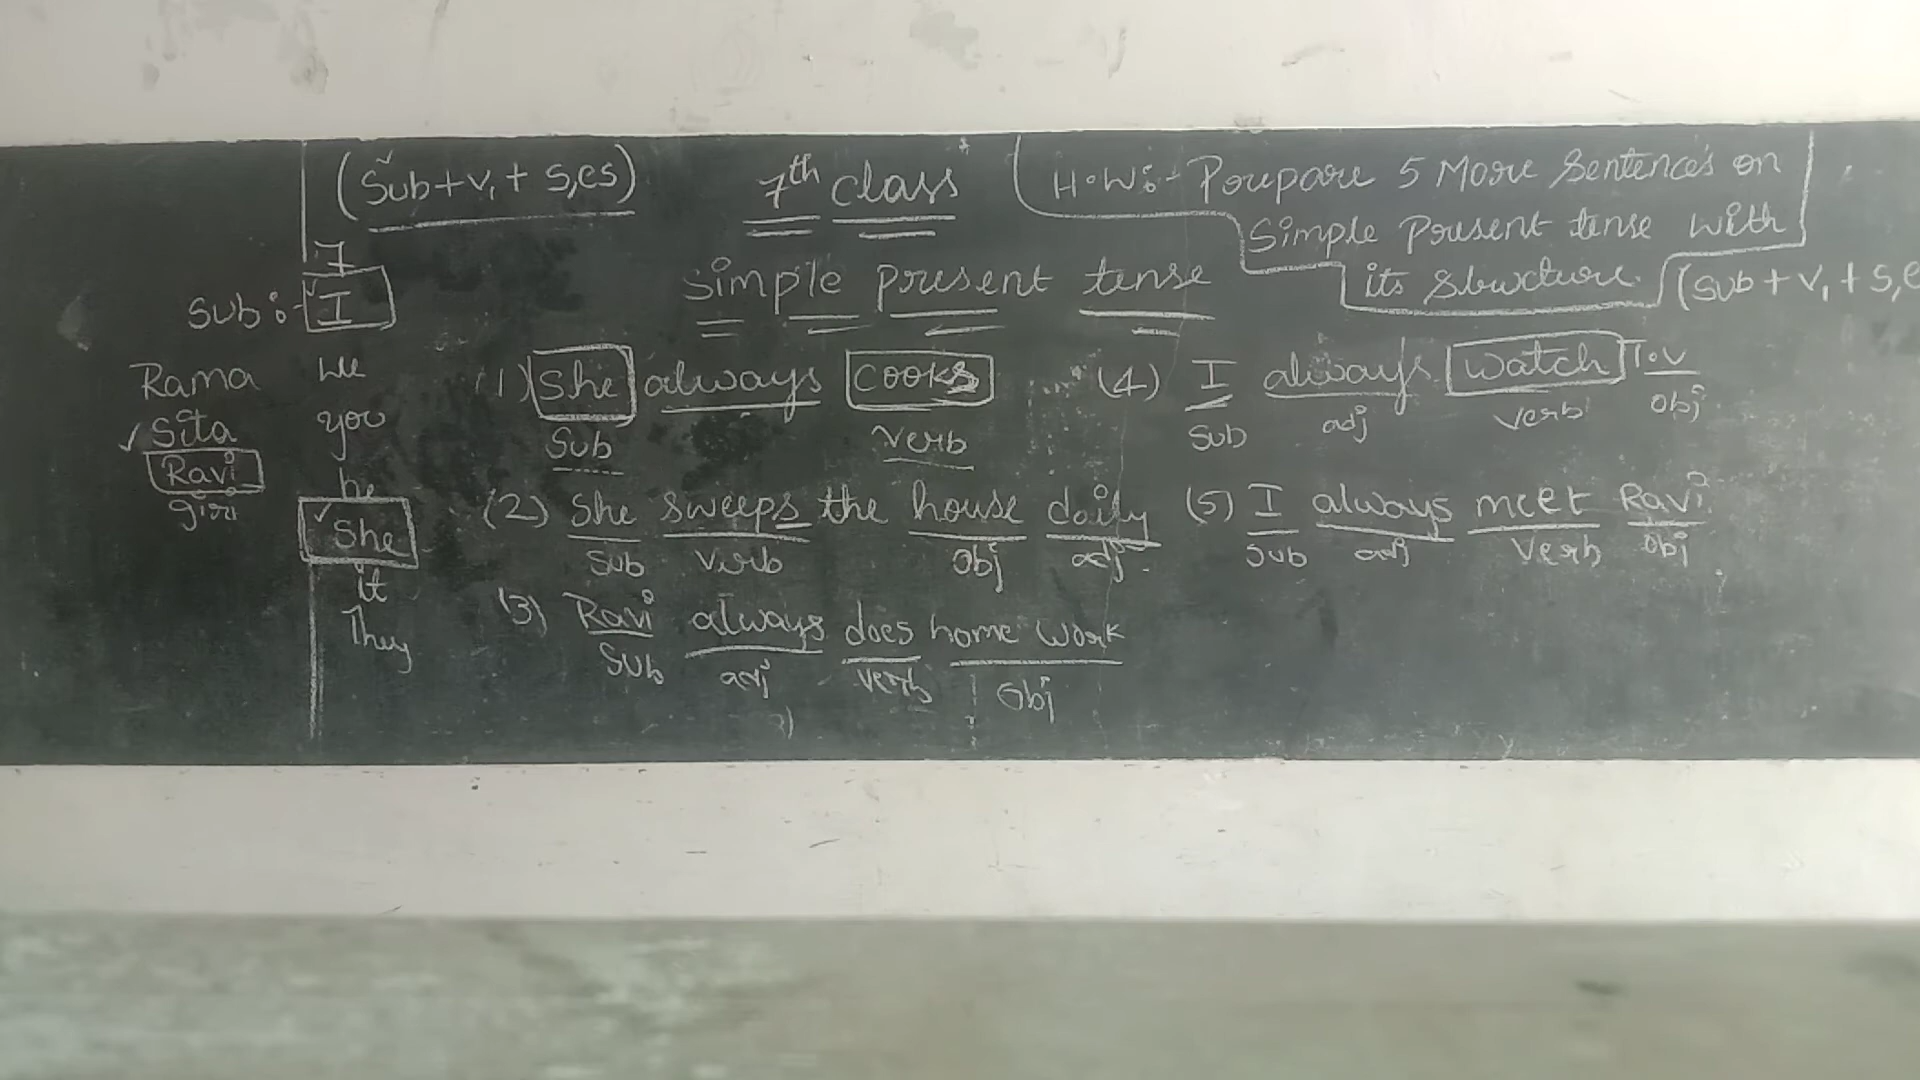 (Sub+V1+ S,es)
7th class
H.W:- Prepare 5 More Sentences on
Simple Present tense with
its Structure (Sub + V1 + S,e
simple present tense
I
Sub :- I
we
you
he
She
it
They
Rama
Sita
Ravi
giri
(1) She always cooks
Sub verb
(2) She sweeps the house daily
Sub verb obj adj
(3) Ravi always does home work
Sub adj verb Obj
(4) I always watch T.V
Sub adj verb obj
(5) I always meet Ravi
Sub adj Verb obj